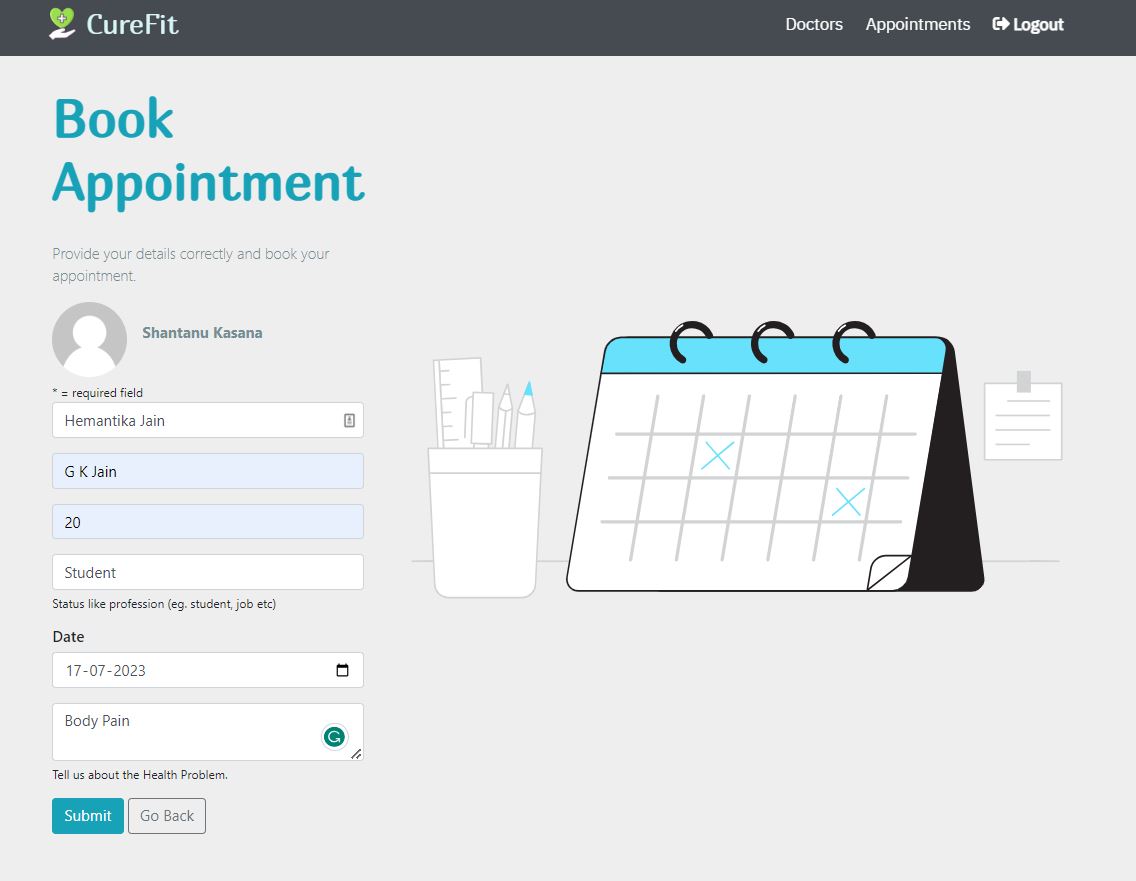 CureFit
Doctors
Appointments
Logout
Book
Appointment
Provide your details correctly and book your
appointment.
Shantanu Kasana
* = required field
Hemantika Jain
G K Jain
20
Student
Status like profession (eg. student, job etc)
Date
17-07-2023
Body Pain
Tell us about the Health Problem.
Submit
Go Back